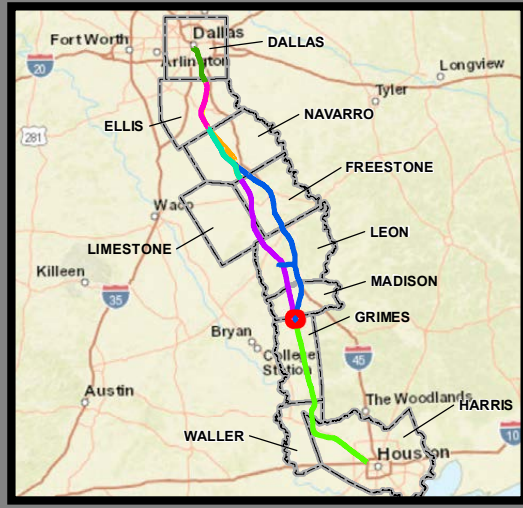 Dallas
Fort Worth
DALLAS
Arlington
Longview
20
Tyler
NAVARRO
ELLIS
281
FREESTONE
Waco
LEON
LIMESTONE
Killeen
MADISON
35
GRIMES
Bryan
College
Station
45
Austin
The Woodlands
HARRIS
WALLER
10
Houston